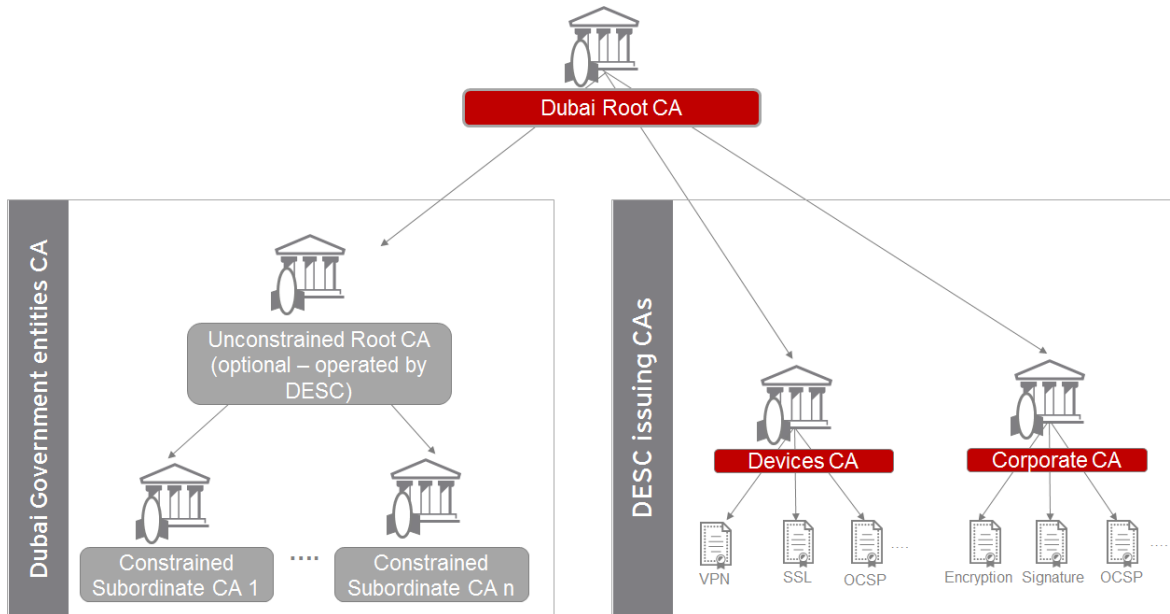 Dubai Root CA
Dubai Government entities CA
Unconstrained Root CA
(optional – operated by
DESC)
Constrained
Subordinate CA 1
....
Constrained
Subordinate CA n
DESC issuing CAs
Devices CA
Corporate CA
VPN
SSL
OCSP
....
Encryption
Signature
OCSP
....